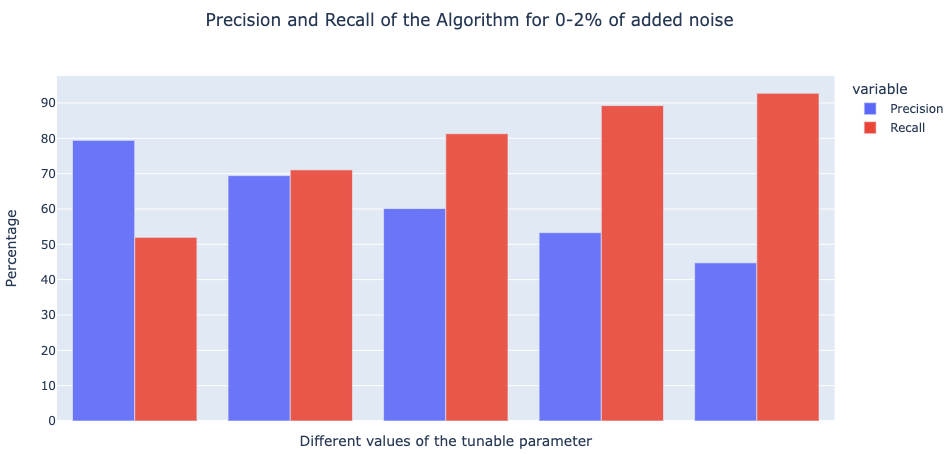 Precision and Recall of the Algorithm for 0-2% of added noise
variable
Precision
Recall
Percentage
90
80
70
60
50
40
30
20
10
0
Different values of the tunable parameter